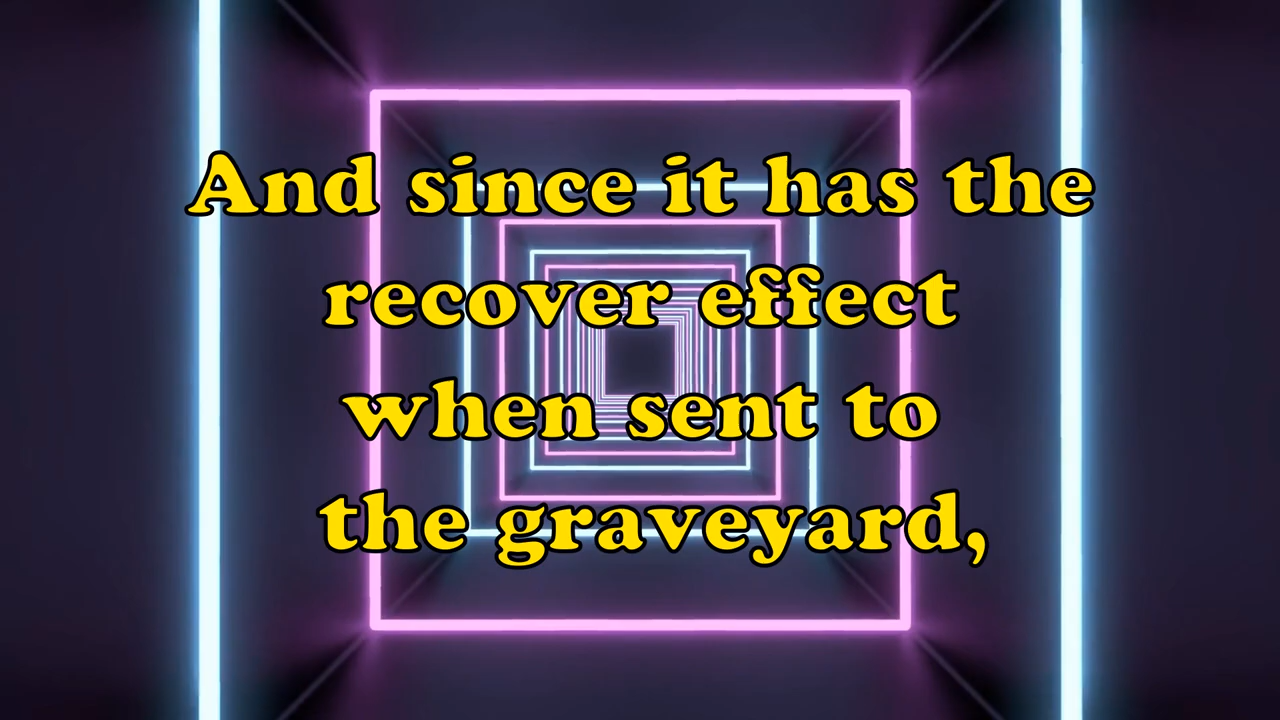 And since it has the
recover effect
when sent to
the graveyard,